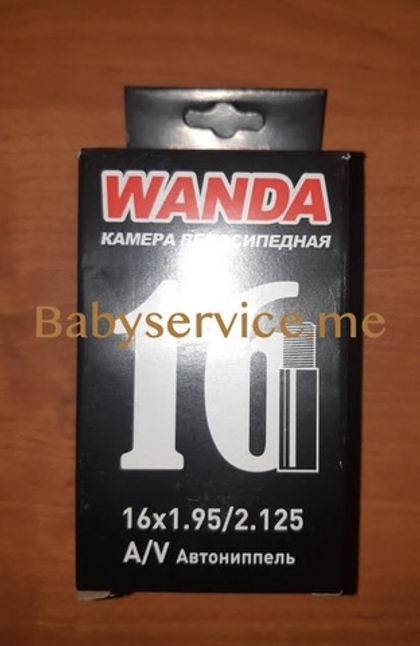 WANDA
КАМЕРА ВЕЛОСИПЕДНАЯ
16
Babyservice.me
16x1.95/2.125
A/V Автониппель